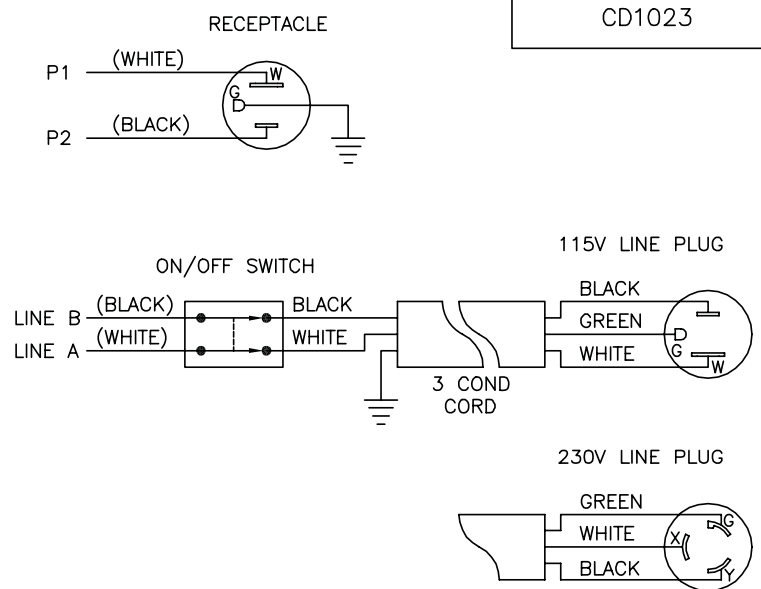 CD1023
RECEPTACLE
P1 (WHITE) W
G
P2 (BLACK)
115V LINE PLUG
ON/OFF SWITCH
LINE B (BLACK) BLACK
LINE A (WHITE) WHITE
BLACK
GREEN
G
WHITE W
3 COND
CORD
230V LINE PLUG
GREEN G
WHITE X
BLACK Y